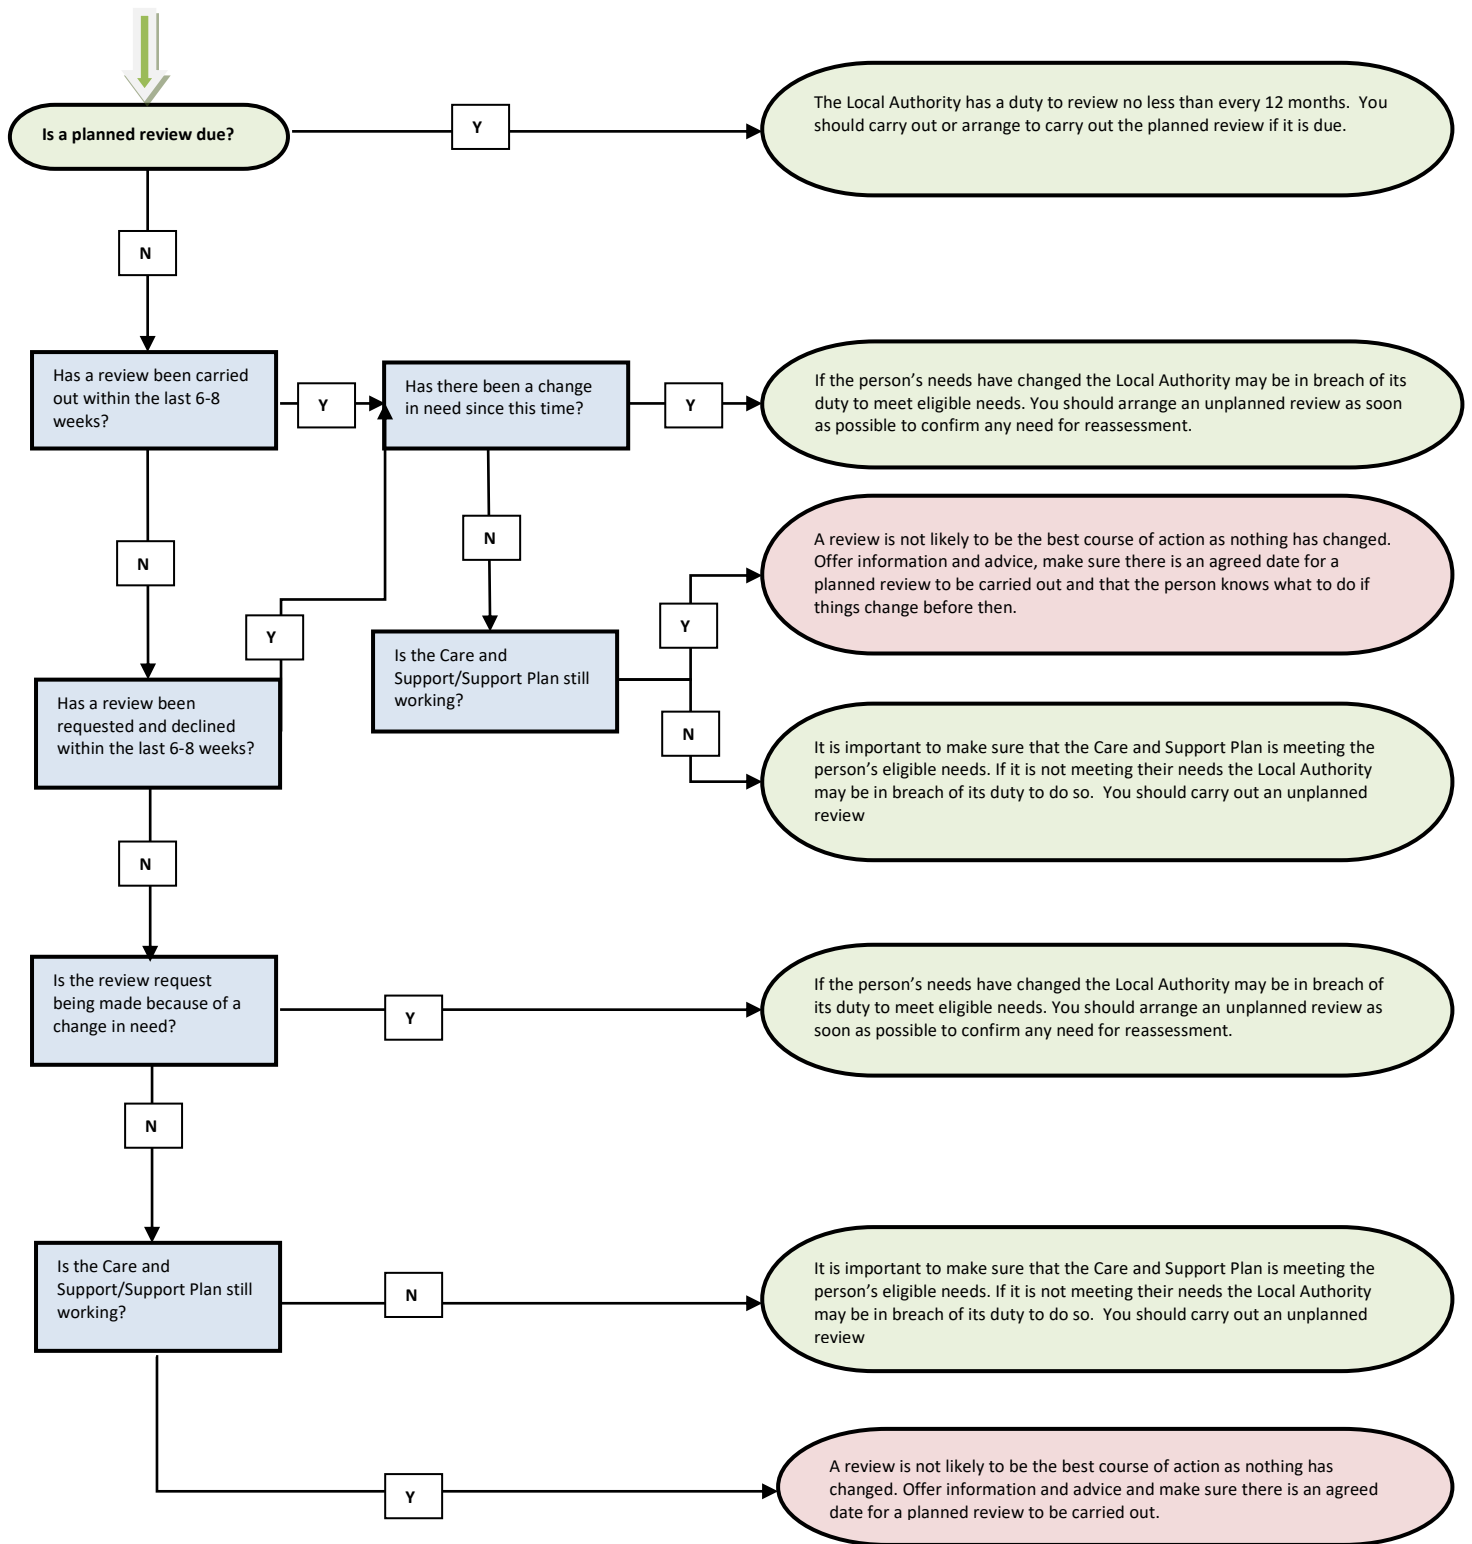 Is a planned review due?
Y
The Local Authority has a duty to review no less than every 12 months.  You
should carry out or arrange to carry out the planned review if it is due.
N
Has a review been carried
out within the last 6-8
weeks?
Y
Has there been a change
in need since this time?
Y
If the person’s needs have changed the Local Authority may be in breach of its
duty to meet eligible needs. You should arrange an unplanned review as soon
as possible to confirm any need for reassessment.
N
N
A review is not likely to be the best course of action as nothing has changed.
Offer information and advice, make sure there is an agreed date for a
planned review to be carried out and that the person knows what to do if
things change before then.
Y
Y
Is the Care and
Support/Support Plan still
working?
Has a review been
requested and declined
within the last 6-8 weeks?
N
It is important to make sure that the Care and Support Plan is meeting the
person’s eligible needs. If it is not meeting their needs the Local Authority
may be in breach of its duty to do so.  You should carry out an unplanned
review
N
Is the review request
being made because of a
change in need?
Y
If the person’s needs have changed the Local Authority may be in breach of
its duty to meet eligible needs. You should arrange an unplanned review as
soon as possible to confirm any need for reassessment.
N
Is the Care and
Support/Support Plan still
working?
N
It is important to make sure that the Care and Support Plan is meeting the
person’s eligible needs. If it is not meeting their needs the Local Authority
may be in breach of its duty to do so.  You should carry out an unplanned
review
Y
A review is not likely to be the best course of action as nothing has
changed. Offer information and advice and make sure there is an agreed
date for a planned review to be carried out.